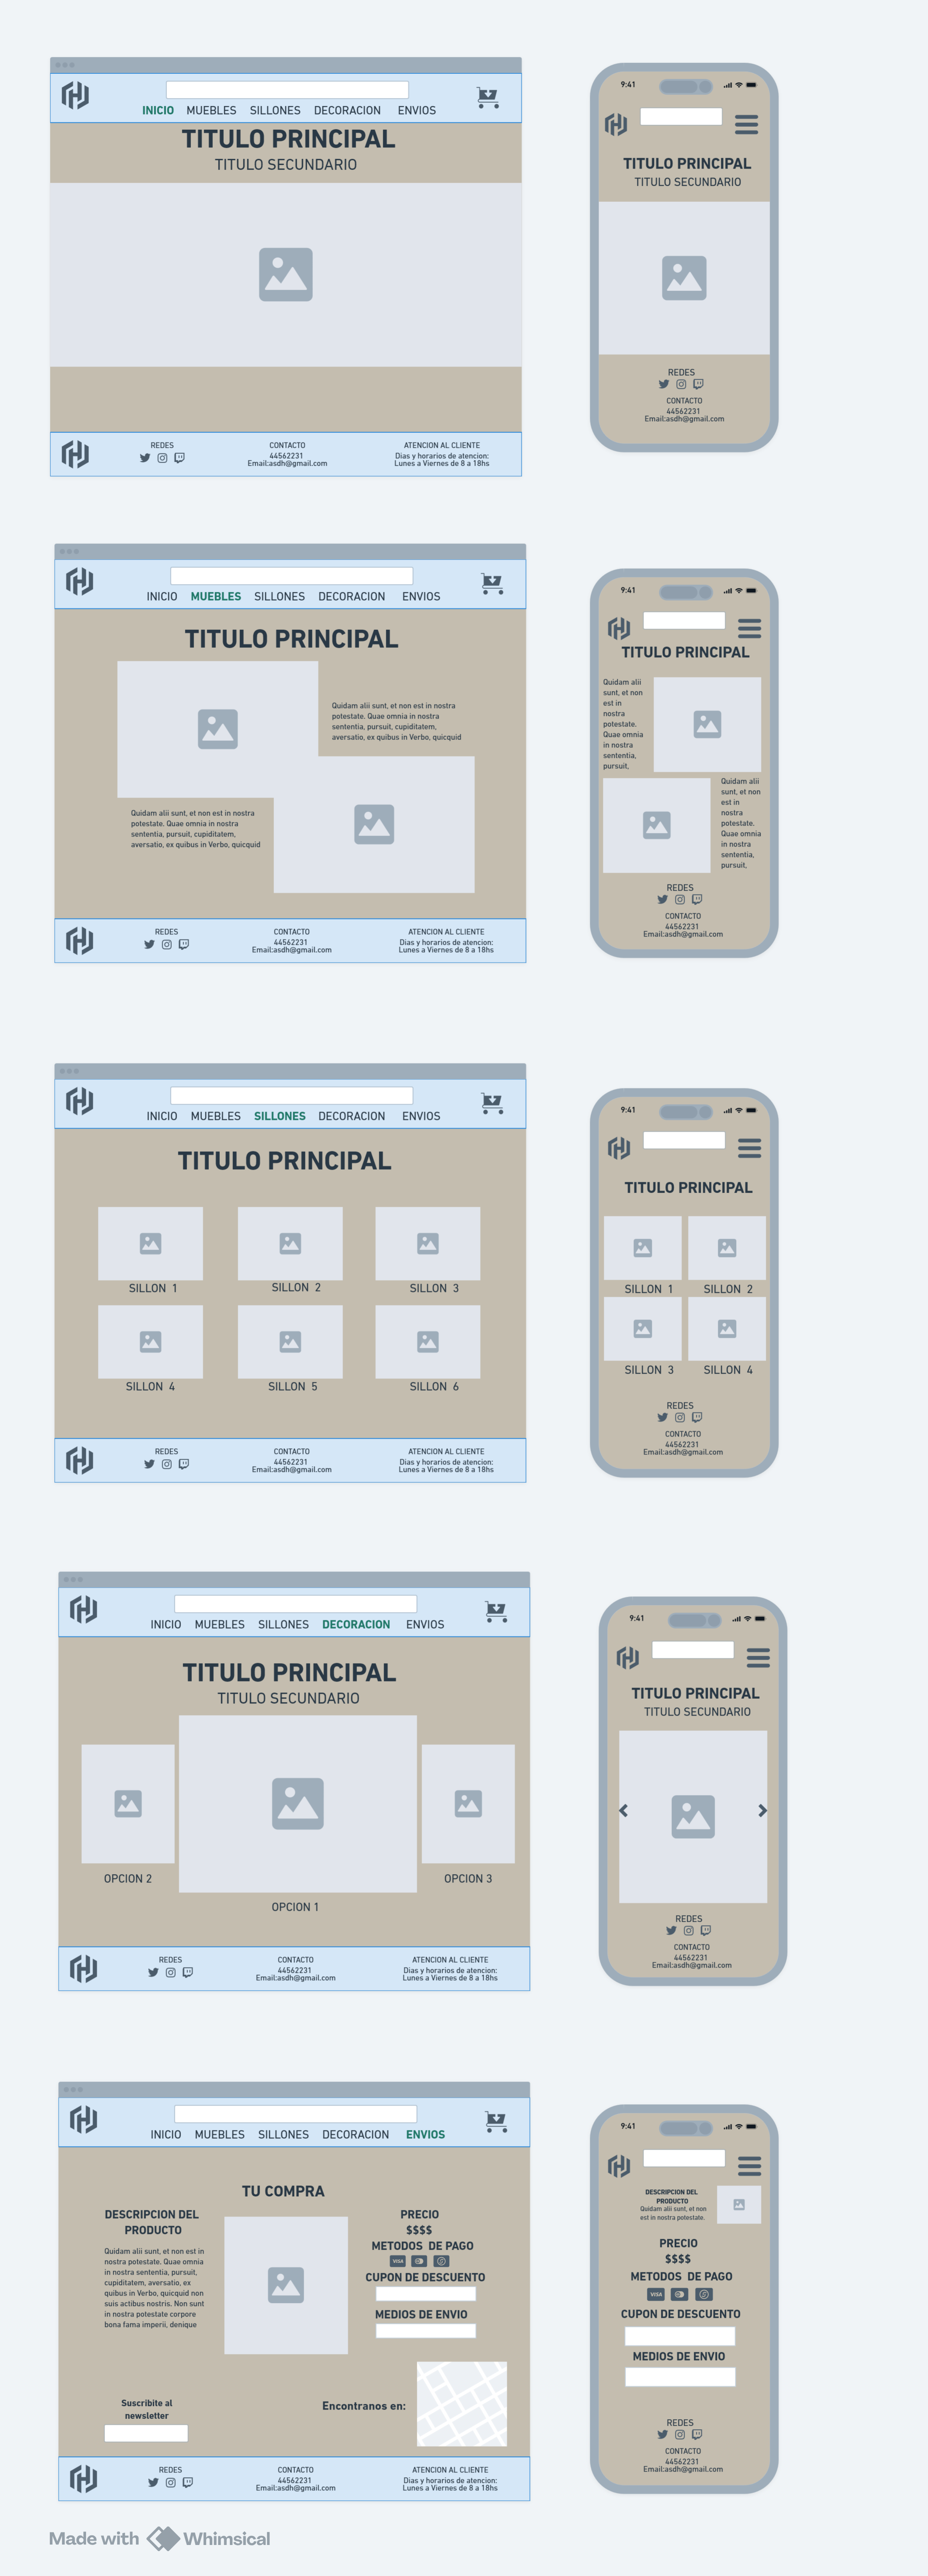 INICIO MUEBLES SILLONES DECORACION ENVIOS
TITULO PRINCIPAL
TITULO SECUNDARIO
REDES
CONTACTO
44562231
Email:asdh@gmail.com
ATENCION AL CLIENTE
Dias y horarios de atencion:
Lunes a Viernes de 8 a 18hs
9:41
TITULO PRINCIPAL
TITULO SECUNDARIO
REDES
CONTACTO
44562231
Email:asdh@gmail.com
INICIO MUEBLES SILLONES DECORACION ENVIOS
TITULO PRINCIPAL
Quidam alii sunt, et non est in nostra
potestate. Quae omnia in nostra
sententia, pursuit, cupiditatem,
aversatio, ex quibus in Verbo, quicquid
Quidam alii sunt, et non est in nostra
potestate. Quae omnia in nostra
sententia, pursuit, cupiditatem,
aversatio, ex quibus in Verbo, quicquid
REDES
CONTACTO
44562231
Email:asdh@gmail.com
ATENCION AL CLIENTE
Dias y horarios de atencion:
Lunes a Viernes de 8 a 18hs
9:41
TITULO PRINCIPAL
Quidam alii
sunt, et non
est in
nostra
potestate.
Quae omnia
in nostra
sententia,
pursuit,
Quidam alii
sunt, et non
est in
nostra
potestate.
Quae omnia
in nostra
sententia,
pursuit,
REDES
CONTACTO
44562231
Email:asdh@gmail.com
INICIO MUEBLES SILLONES DECORACION ENVIOS
TITULO PRINCIPAL
SILLON 1
SILLON 2
SILLON 3
SILLON 4
SILLON 5
SILLON 6
REDES
CONTACTO
44562231
Email:asdh@gmail.com
ATENCION AL CLIENTE
Dias y horarios de atencion:
Lunes a Viernes de 8 a 18hs
9:41
TITULO PRINCIPAL
SILLON 1
SILLON 2
SILLON 3
SILLON 4
REDES
CONTACTO
44562231
Email:asdh@gmail.com
INICIO MUEBLES SILLONES DECORACION ENVIOS
TITULO PRINCIPAL
TITULO SECUNDARIO
OPCION 2
OPCION 3
OPCION 1
REDES
CONTACTO
44562231
Email:asdh@gmail.com
ATENCION AL CLIENTE
Dias y horarios de atencion:
Lunes a Viernes de 8 a 18hs
9:41
TITULO PRINCIPAL
TITULO SECUNDARIO
REDES
CONTACTO
44562231
Email:asdh@gmail.com
INICIO MUEBLES SILLONES DECORACION ENVIOS
TU COMPRA
DESCRIPCION DEL
PRODUCTO
Quidam alii sunt, et non est in
nostra potestate. Quae omnia
in nostra sententia, pursuit,
cupiditatem, aversatio, ex
quibus in Verbo, quicquid non
suis actibus nostris. Non sunt
in nostra potestate corpore
bona fama imperii, denique
PRECIO
$$$$
METODOS DE PAGO
VISA
CUPON DE DESCUENTO
MEDIOS DE ENVIO
Suscribite al
newsletter
Encontranos en:
REDES
CONTACTO
44562231
Email:asdh@gmail.com
ATENCION AL CLIENTE
Dias y horarios de atencion:
Lunes a Viernes de 8 a 18hs
9:41
DESCRIPCION DEL
PRODUCTO
Quidam alii sunt, et non
est in nostra potestate.
PRECIO
$$$$
METODOS DE PAGO
VISA
CUPON DE DESCUENTO
MEDIOS DE ENVIO
REDES
CONTACTO
44562231
Email:asdh@gmail.com
Made with Whimsical